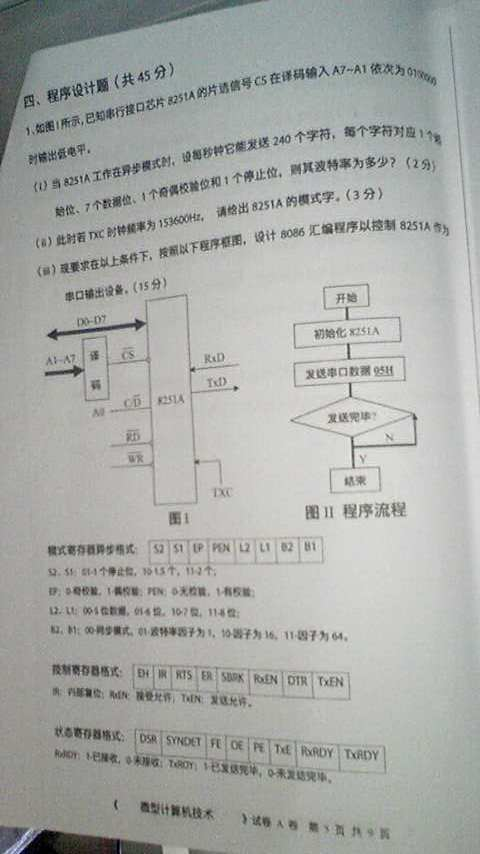 四、程序设计题（共 45 分）
1.如图I所示,已知串行接口芯片 8251A 的片选信号 CS 在译码输入 A7~A1 依次为 0100000
时输出低电平。
(i) 当 8251A 工作在异步模式时，设每秒钟它能发送 240 个字符，每个字符对应 1 个起
始位、7 个数据位、1 个奇偶校验位和 1 个停止位，则其波特率为多少？（2 分）
(ii) 此时若 TXC 时钟频率为 153600Hz， 请给出 8251A 的模式字。（3 分）
(iii) 现要求在以上条件下，按照以下程序框图，设计 8086 汇编程序以控制 8251A 作为
串口输出设备。（15 分）
D0~D7
A1~A7
译
码
CS
A0
C/D
RD
WR
8251A
RxD
TxD
TXC
图I
开始
初始化 8251A
发送串口数据 05H
发送完毕?
N
Y
结束
图 II 程序流程
模式寄存器异步格式: S2 S1 EP PEN L2 L1 B2 B1
S2、S1：01-1 个停止位，10-1.5 个，11-2 个；
EP：0-奇校验，1-偶校验；PEN：0-无校验，1-有校验；
L2、L1：00-5 位数据，01-6 位，10-7 位，11-8 位；
B2、B1：00-同步模式，01-波特率因子为 1，10-因子为 16，11-因子为 64。
控制寄存器格式: EH IR RTS ER SBRK RxEN DTR TxEN
IR：内部复位；RxEN：接受允许，TxEN：发送允许。
状态寄存器格式: DSR SYNDET FE OE PE TxE RxRDY TxRDY
RxRDY：1-已接收，0-未接收；TxRDY：1-已发送完毕，0-未发送完毕。
《 微型计算机技术 》试卷 A 卷 第 5 页 共 9 页